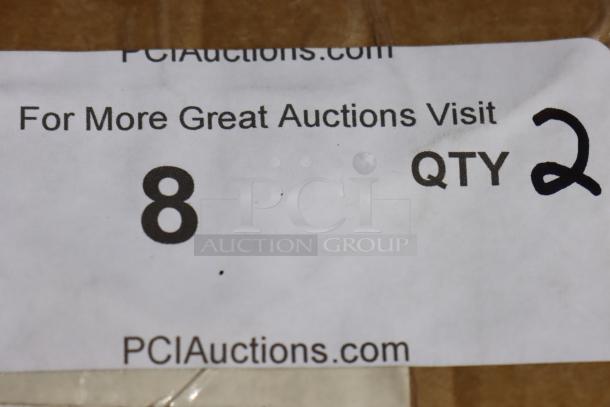 PCIAuctions.com
For More Great Auctions Visit
8 QTY 2
PCI
AUCTION GROUP
PCIAuctions.com